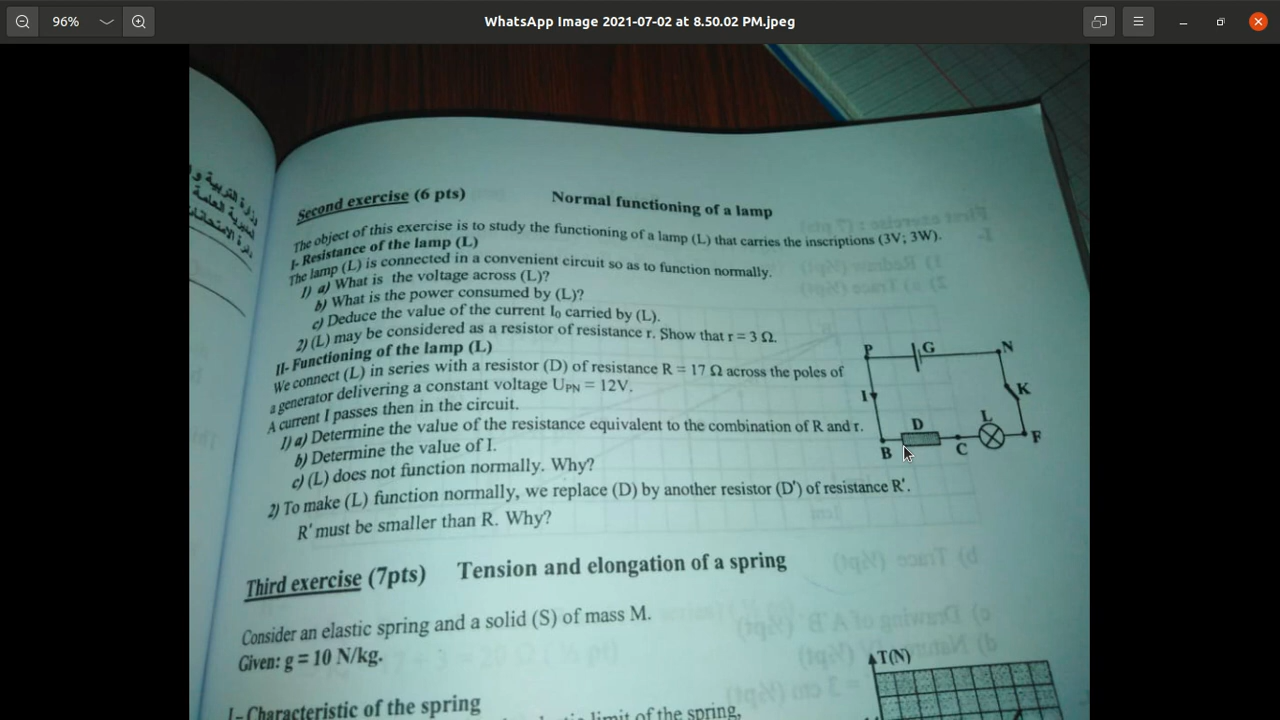 96%
WhatsApp Image 2021-07-02 at 8.50.02 PM.jpeg
وزارة التربية و
المديرية العامة
دائرة الامتحانات
Second exercise (6 pts) Normal functioning of a lamp
The object of this exercise is to study the functioning of a lamp (L) that carries the inscriptions (3V; 3W).
I- Resistance of the lamp (L)
The lamp (L) is connected in a convenient circuit so as to function normally.
1) a) What is the voltage across (L)?
b) What is the power consumed by (L)?
c) Deduce the value of the current I₀ carried by (L).
2) (L) may be considered as a resistor of resistance r. Show that r = 3 Ω.
II- Functioning of the lamp (L)
We connect (L) in series with a resistor (D) of resistance R = 17 Ω across the poles of
a generator delivering a constant voltage UPN = 12V.
A current I passes then in the circuit.
1) a) Determine the value of the resistance equivalent to the combination of R and r.
b) Determine the value of I.
c) (L) does not function normally. Why?
2) To make (L) function normally, we replace (D) by another resistor (D') of resistance R'.
R' must be smaller than R. Why?
P G N
I K
D L
B C F
Third exercise (7pts) Tension and elongation of a spring
Consider an elastic spring and a solid (S) of mass M.
Given: g = 10 N/kg.
T(N)
I- Characteristic of the spring
limit of the spring,